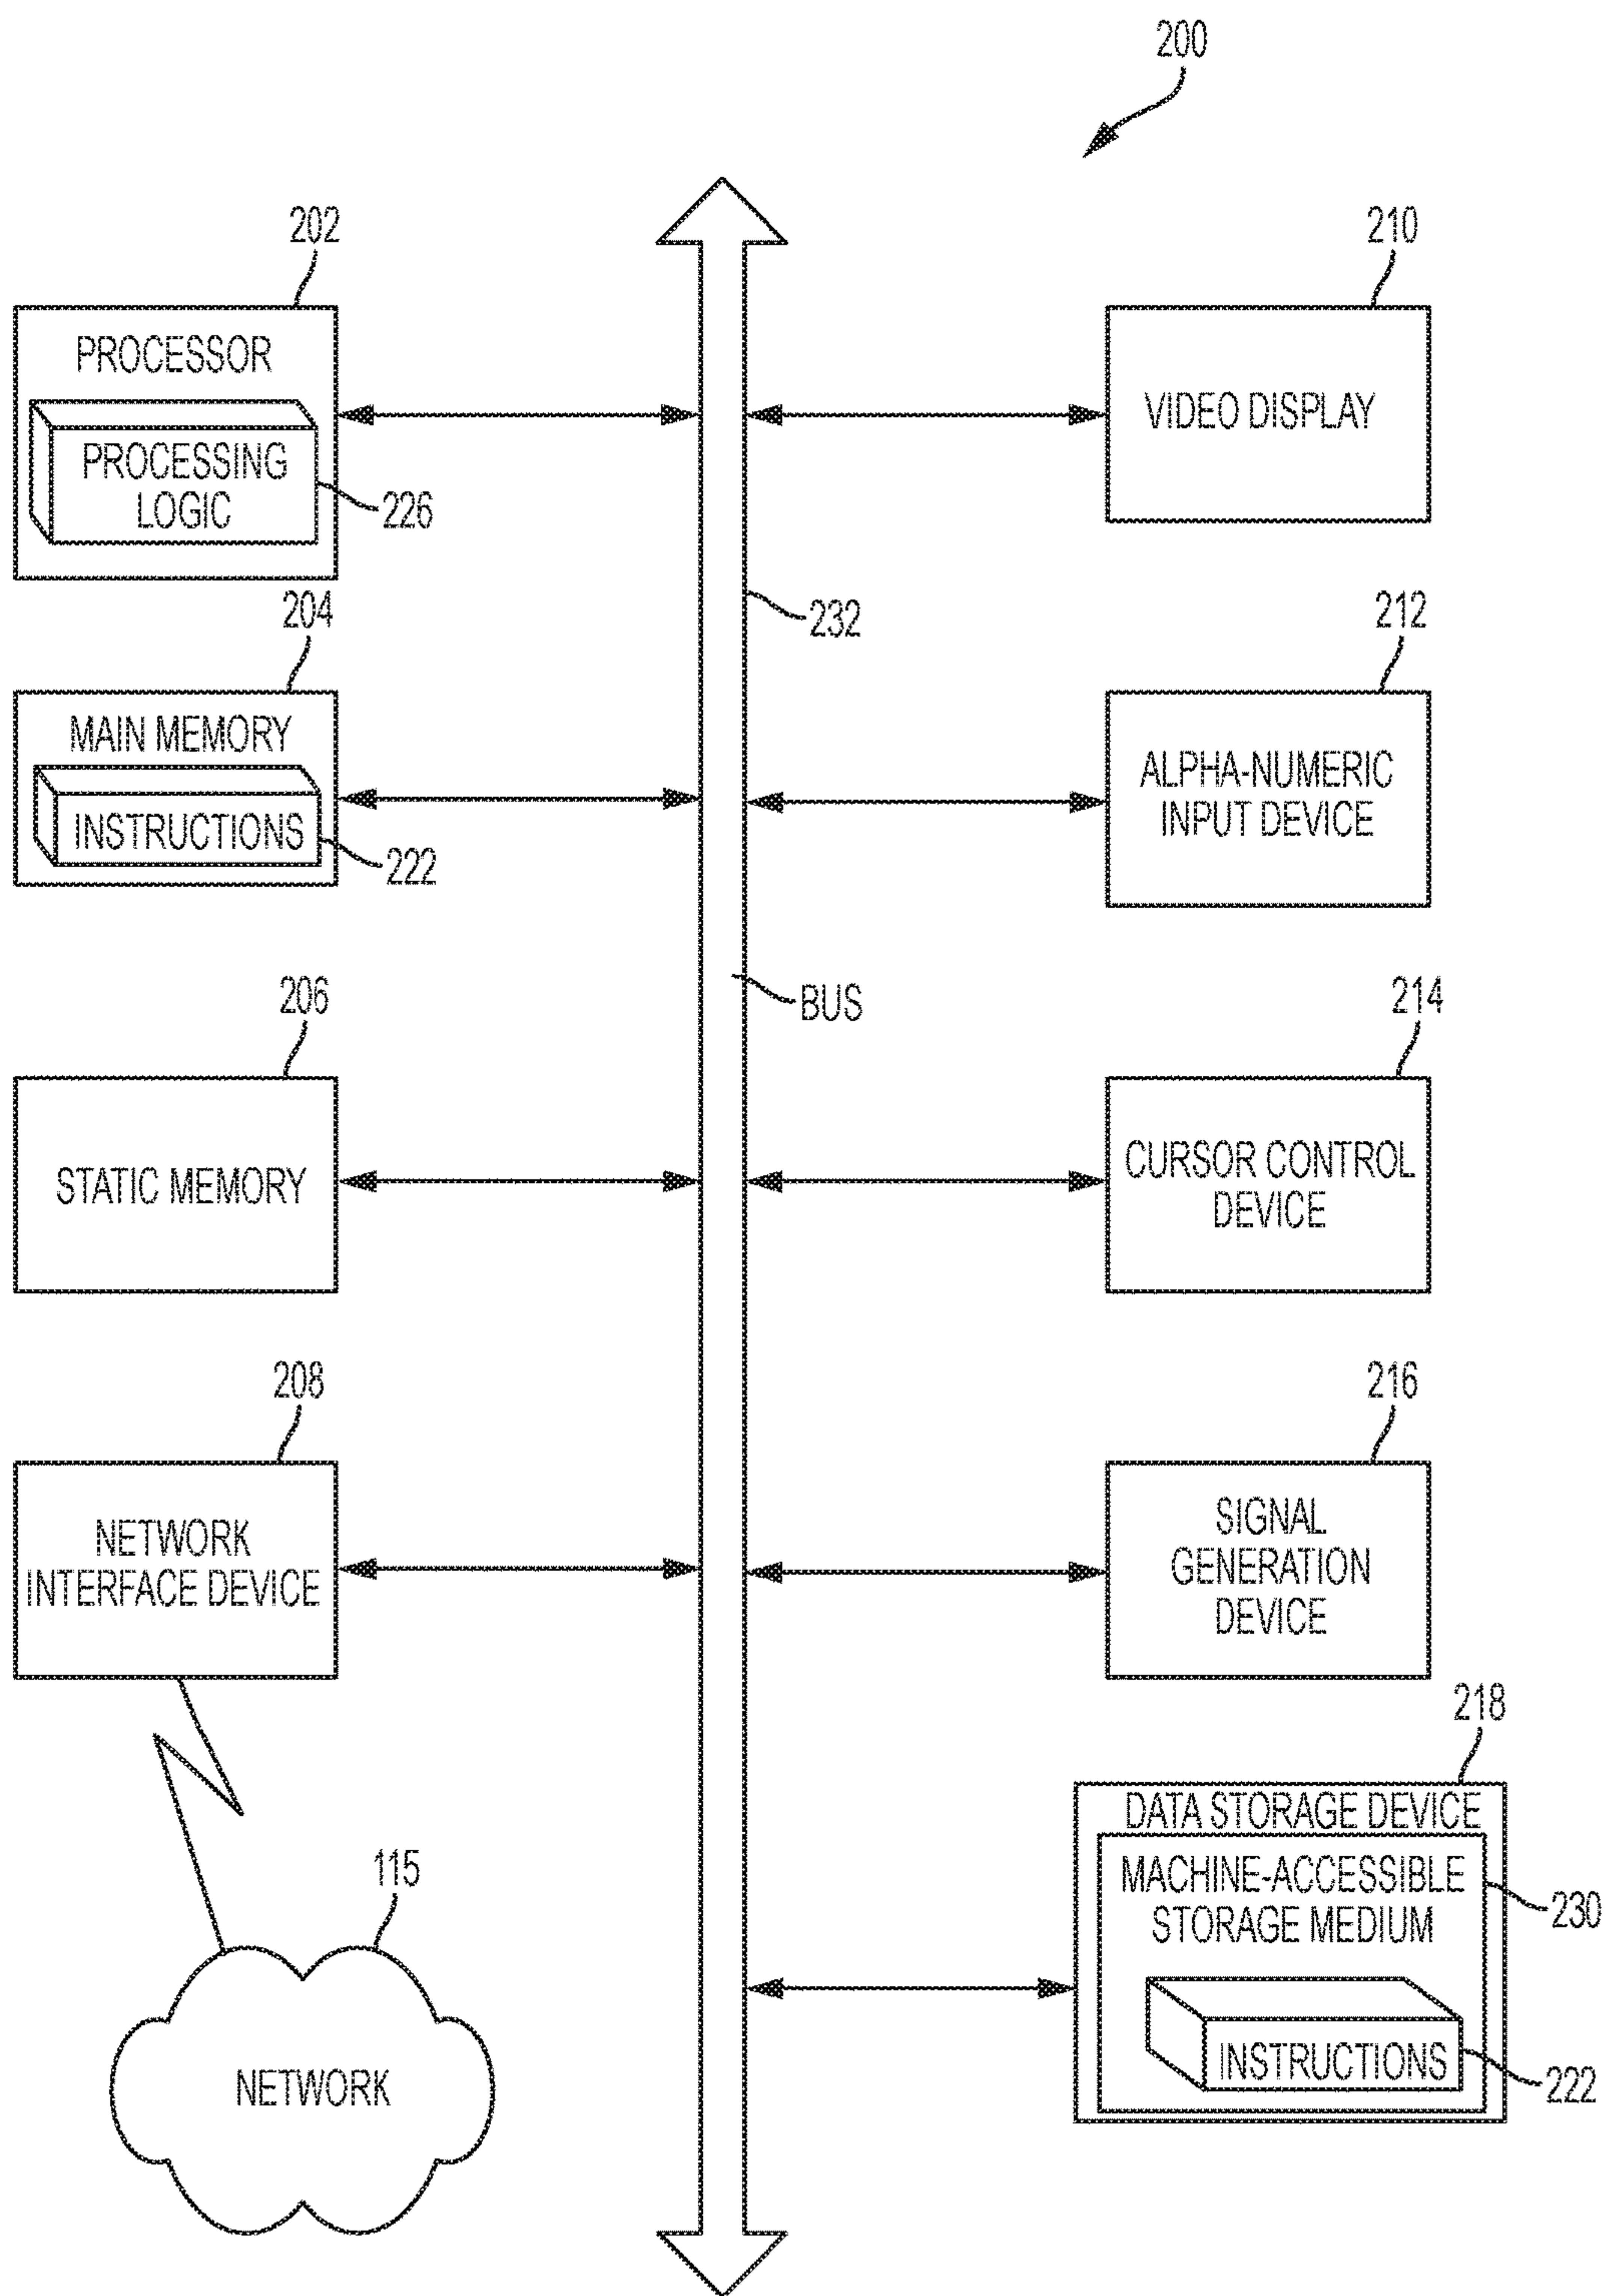 200
202
PROCESSOR
PROCESSING
LOGIC
226
204
MAIN MEMORY
INSTRUCTIONS
222
206
STATIC MEMORY
208
NETWORK
INTERFACE DEVICE
115
NETWORK
232
BUS
210
VIDEO DISPLAY
212
ALPHA-NUMERIC
INPUT DEVICE
214
CURSOR CONTROL
DEVICE
216
SIGNAL
GENERATION
DEVICE
218
DATA STORAGE DEVICE
MACHINE-ACCESSIBLE
STORAGE MEDIUM
230
INSTRUCTIONS
222